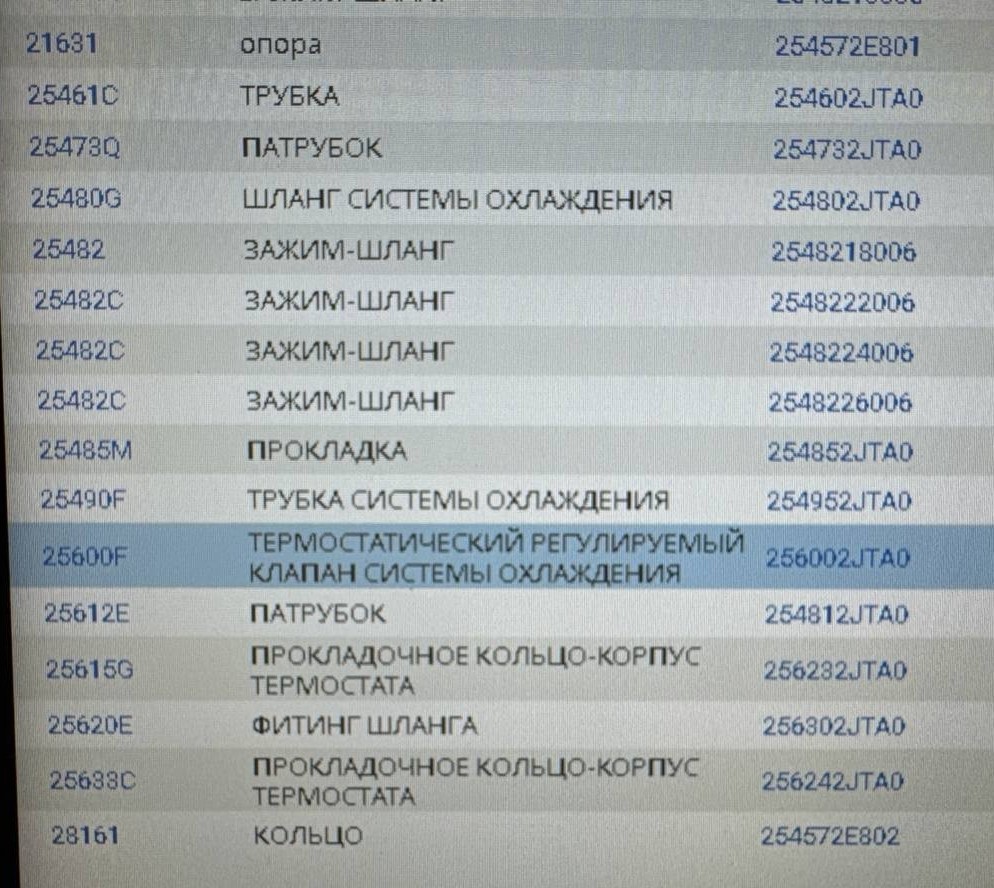 21631 опора 254572E801
25461C ТРУБКА 254602JTA0
25473Q ПАТРУБОК 254732JTA0
25480G ШЛАНГ СИСТЕМЫ ОХЛАЖДЕНИЯ 254802JTA0
25482 ЗАЖИМ-ШЛАНГ 2548218006
25482C ЗАЖИМ-ШЛАНГ 2548222006
25482C ЗАЖИМ-ШЛАНГ 2548224006
25482C ЗАЖИМ-ШЛАНГ 2548226006
25485M ПРОКЛАДКА 254852JTA0
25490F ТРУБКА СИСТЕМЫ ОХЛАЖДЕНИЯ 254952JTA0
25600F ТЕРМОСТАТИЧЕСКИЙ РЕГУЛИРУЕМЫЙ 256002JTA0
КЛАПАН СИСТЕМЫ ОХЛАЖДЕНИЯ
25612E ПАТРУБОК 254812JTA0
25615G ПРОКЛАДОЧНОЕ КОЛЬЦО-КОРПУС 256232JTA0
ТЕРМОСТАТА
25620E ФИТИНГ ШЛАНГА 256302JTA0
25633C ПРОКЛАДОЧНОЕ КОЛЬЦО-КОРПУС 256242JTA0
ТЕРМОСТАТА
28161 КОЛЬЦО 254572E802